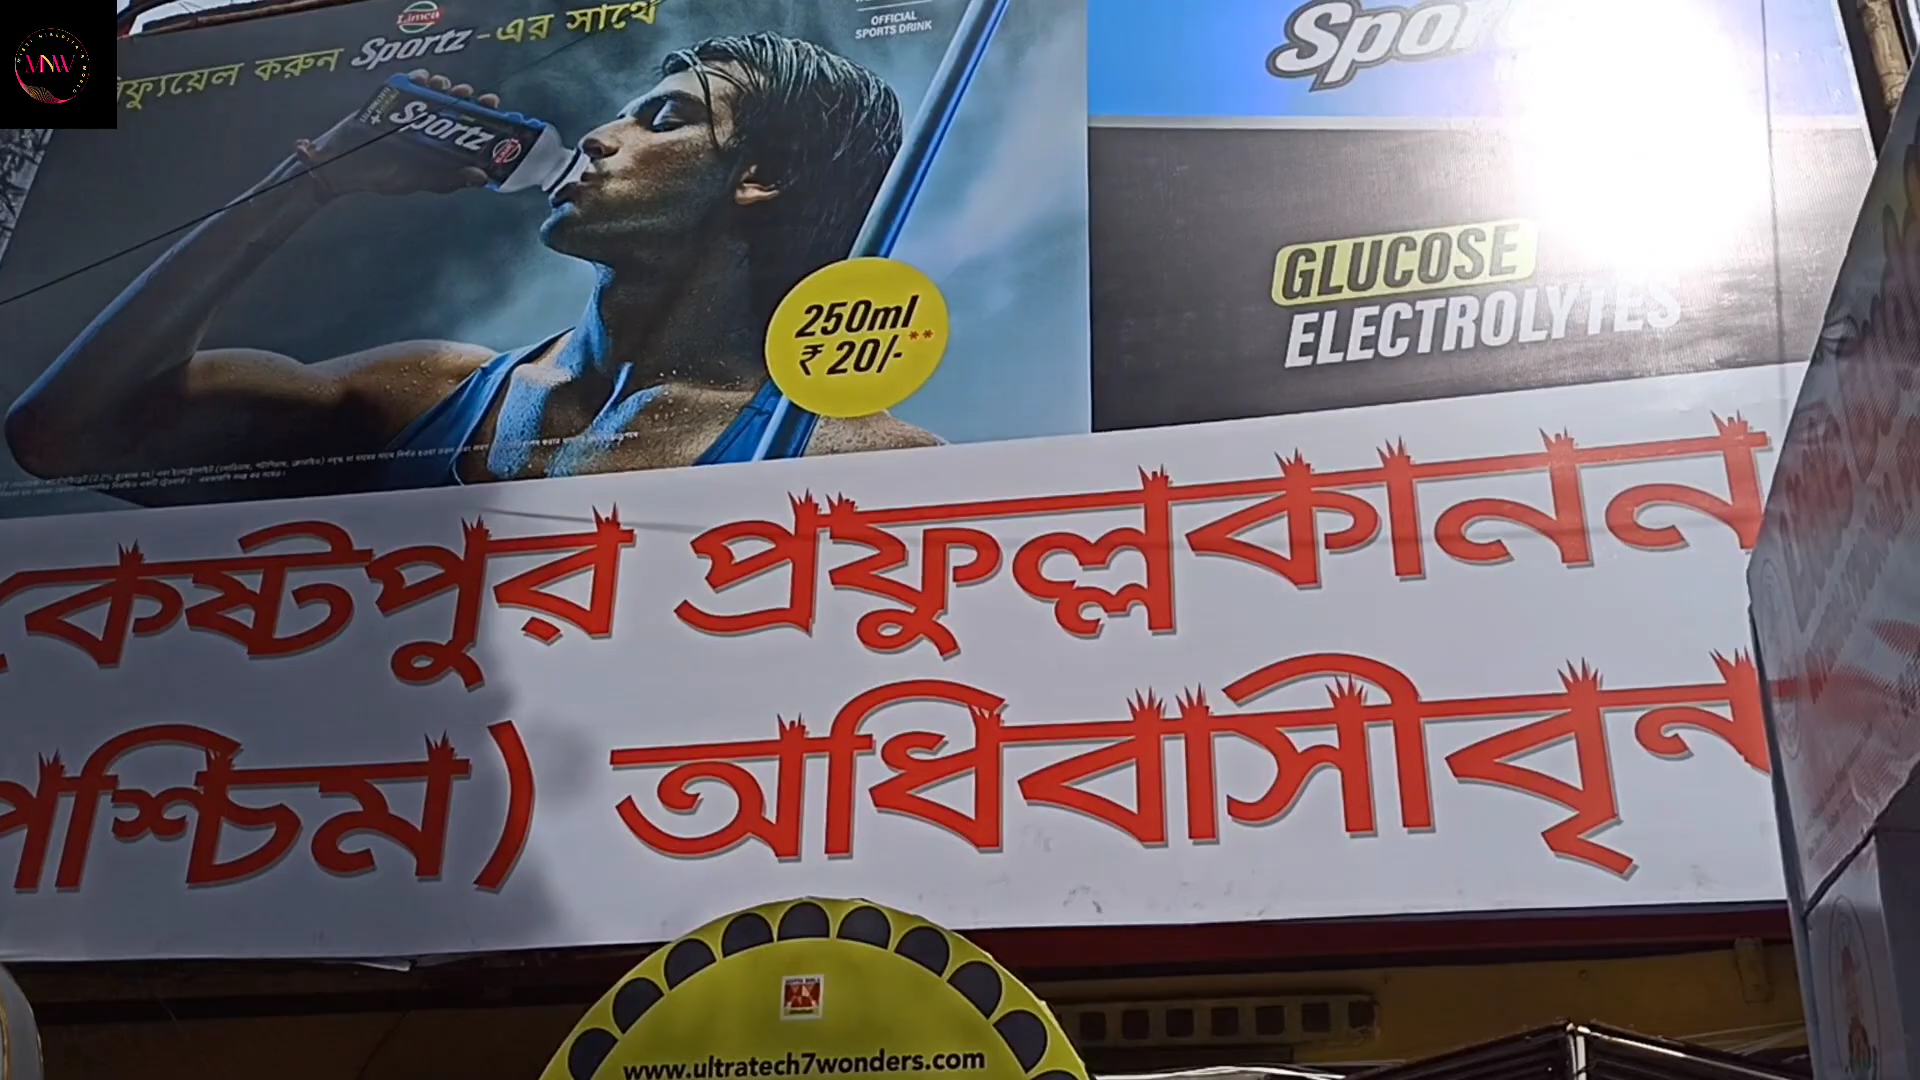 Limca
করুন Sportz-এর সার্থে
OFFICIAL
SPORTS DRINK
Sportz
250ml
₹ 20/-**
GLUCOSE
ELECTROLYTES
কেষ্টপুর প্রফুল্লকানন
পশ্চিম) অধিবাসীবৃন
www.ultratech7wonders.com
MNW